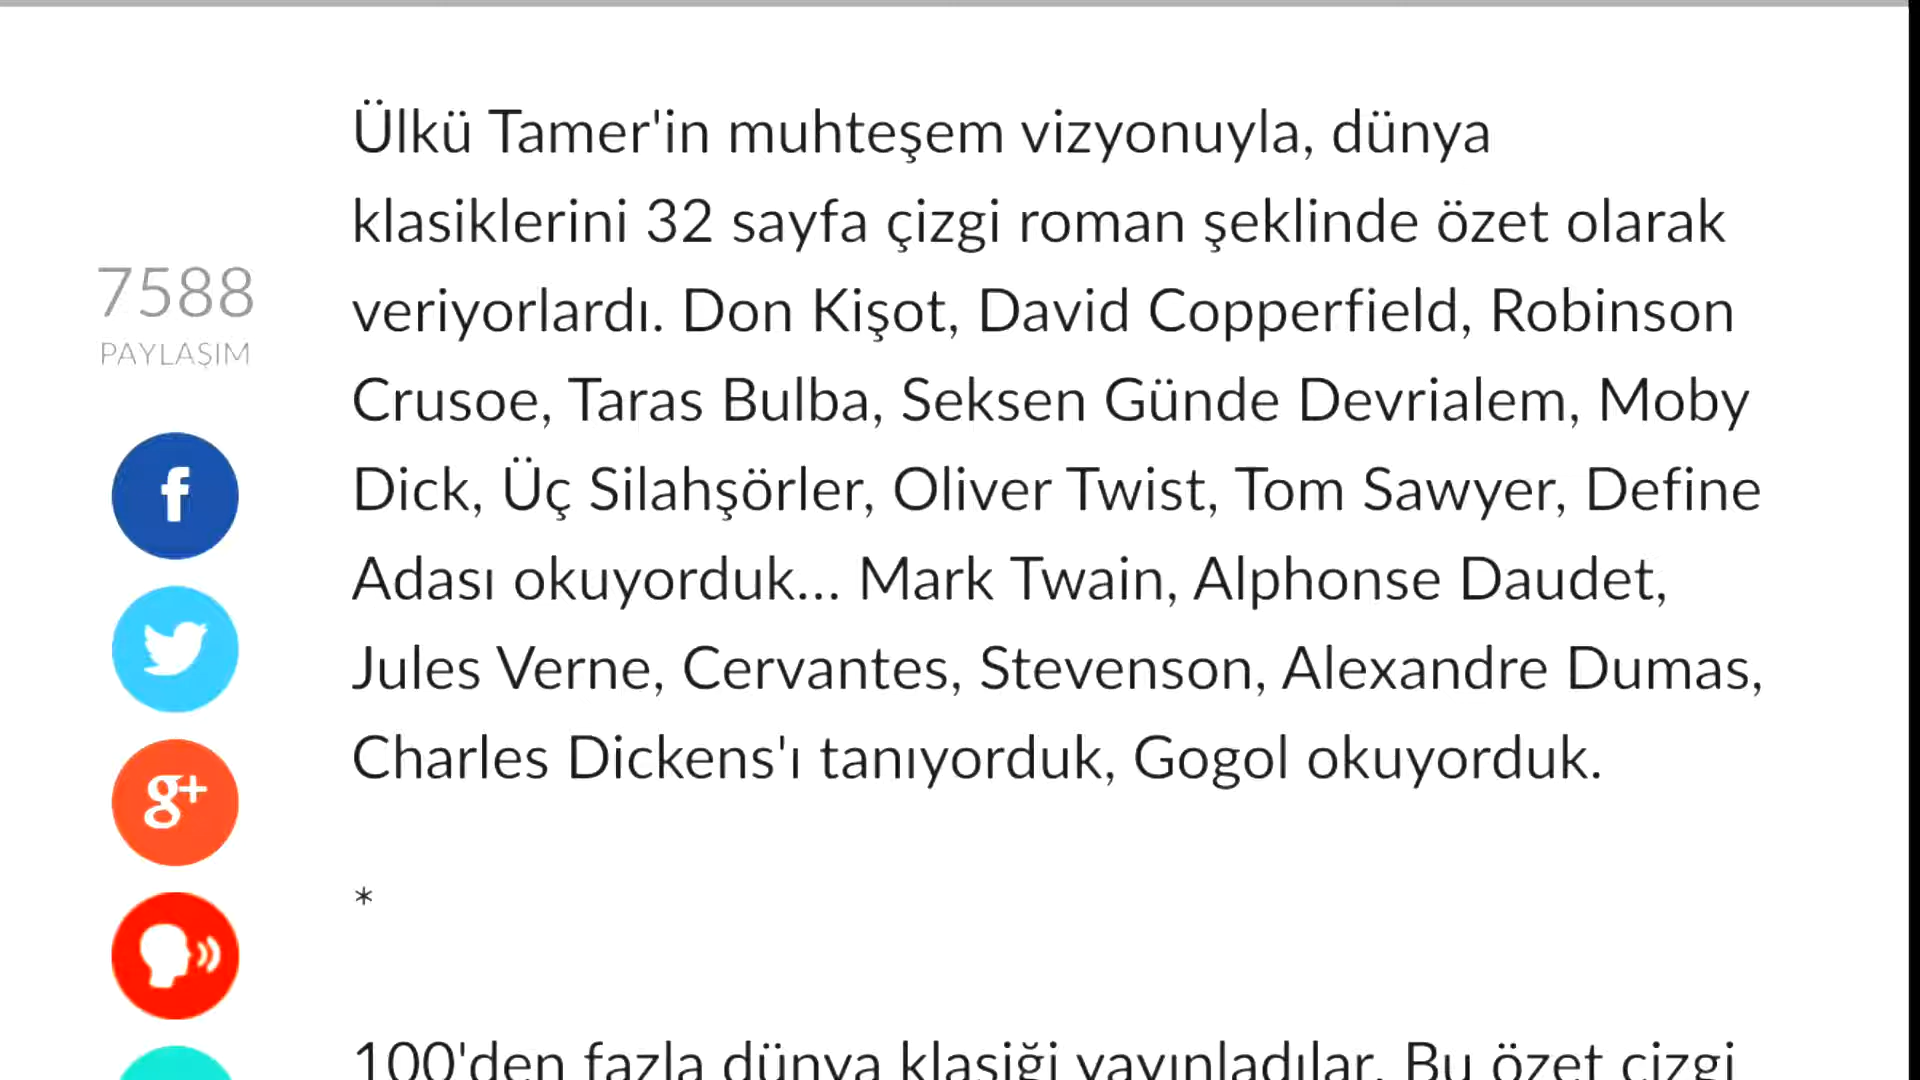 Ülkü Tamer'in muhteşem vizyonuyla, dünya
klasiklerini 32 sayfa çizgi roman şeklinde özet olarak
veriyorlardı. Don Kişot, David Copperfield, Robinson
Crusoe, Taras Bulba, Seksen Günde Devrialem, Moby
Dick, Üç Silahşörler, Oliver Twist, Tom Sawyer, Define
Adası okuyorduk... Mark Twain, Alphonse Daudet,
Jules Verne, Cervantes, Stevenson, Alexandre Dumas,
Charles Dickens'ı tanıyorduk, Gogol okuyorduk.
*
100'den fazla dünya klasiği yayınladılar. Bu özet çizgi
7588
PAYLAŞIM
f
g+